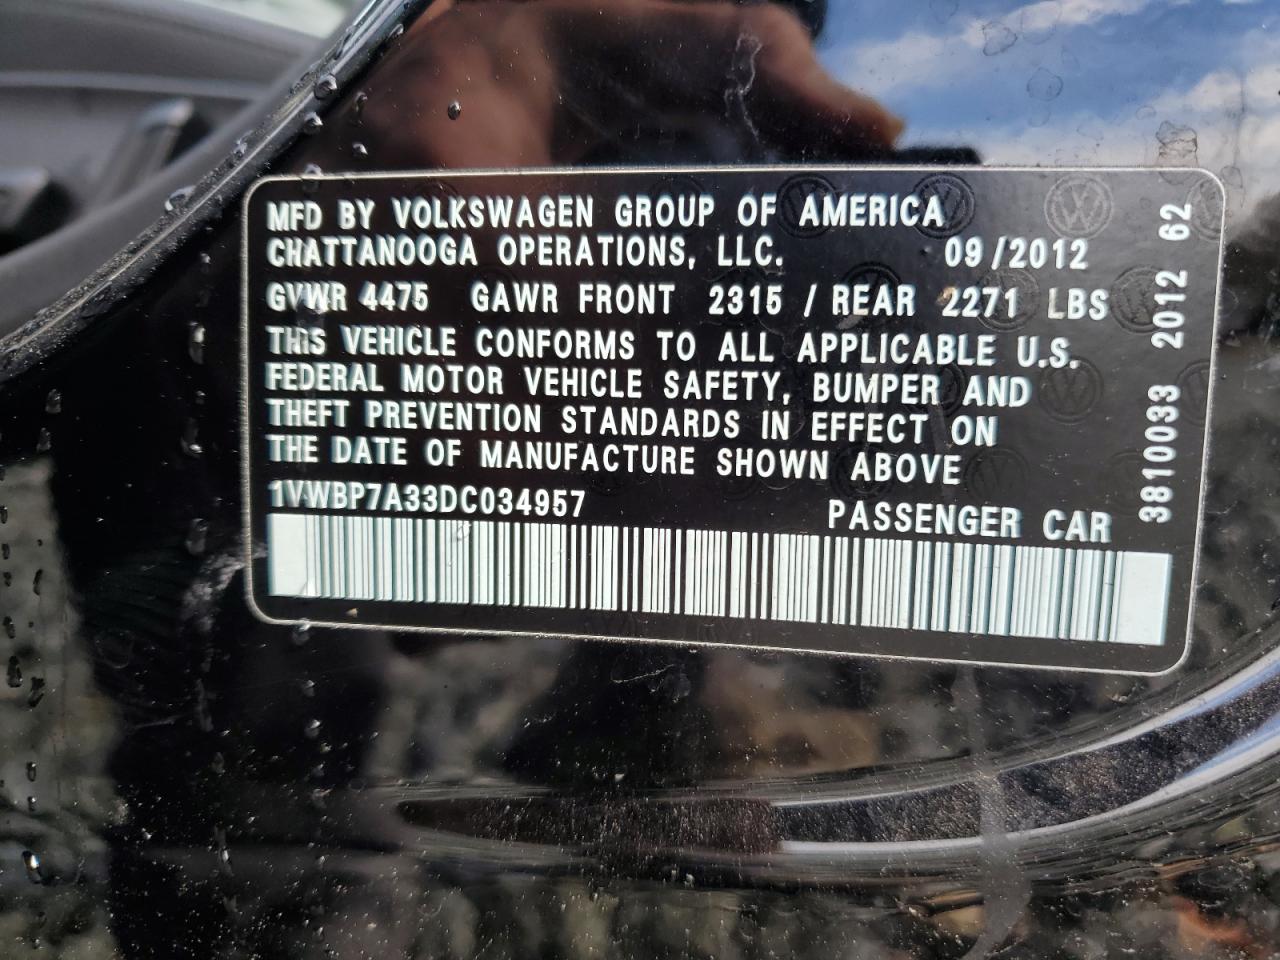 MFD BY VOLKSWAGEN GROUP OF AMERICA
CHATTANOOGA OPERATIONS, LLC. 09/2012
GVWR 4475 GAWR FRONT 2315 / REAR 2271 LBS
THIS VEHICLE CONFORMS TO ALL APPLICABLE U.S.
FEDERAL MOTOR VEHICLE SAFETY, BUMPER AND
THEFT PREVENTION STANDARDS IN EFFECT ON
THE DATE OF MANUFACTURE SHOWN ABOVE
1VWBP7A33DC034957 PASSENGER CAR
3810033 2012 62